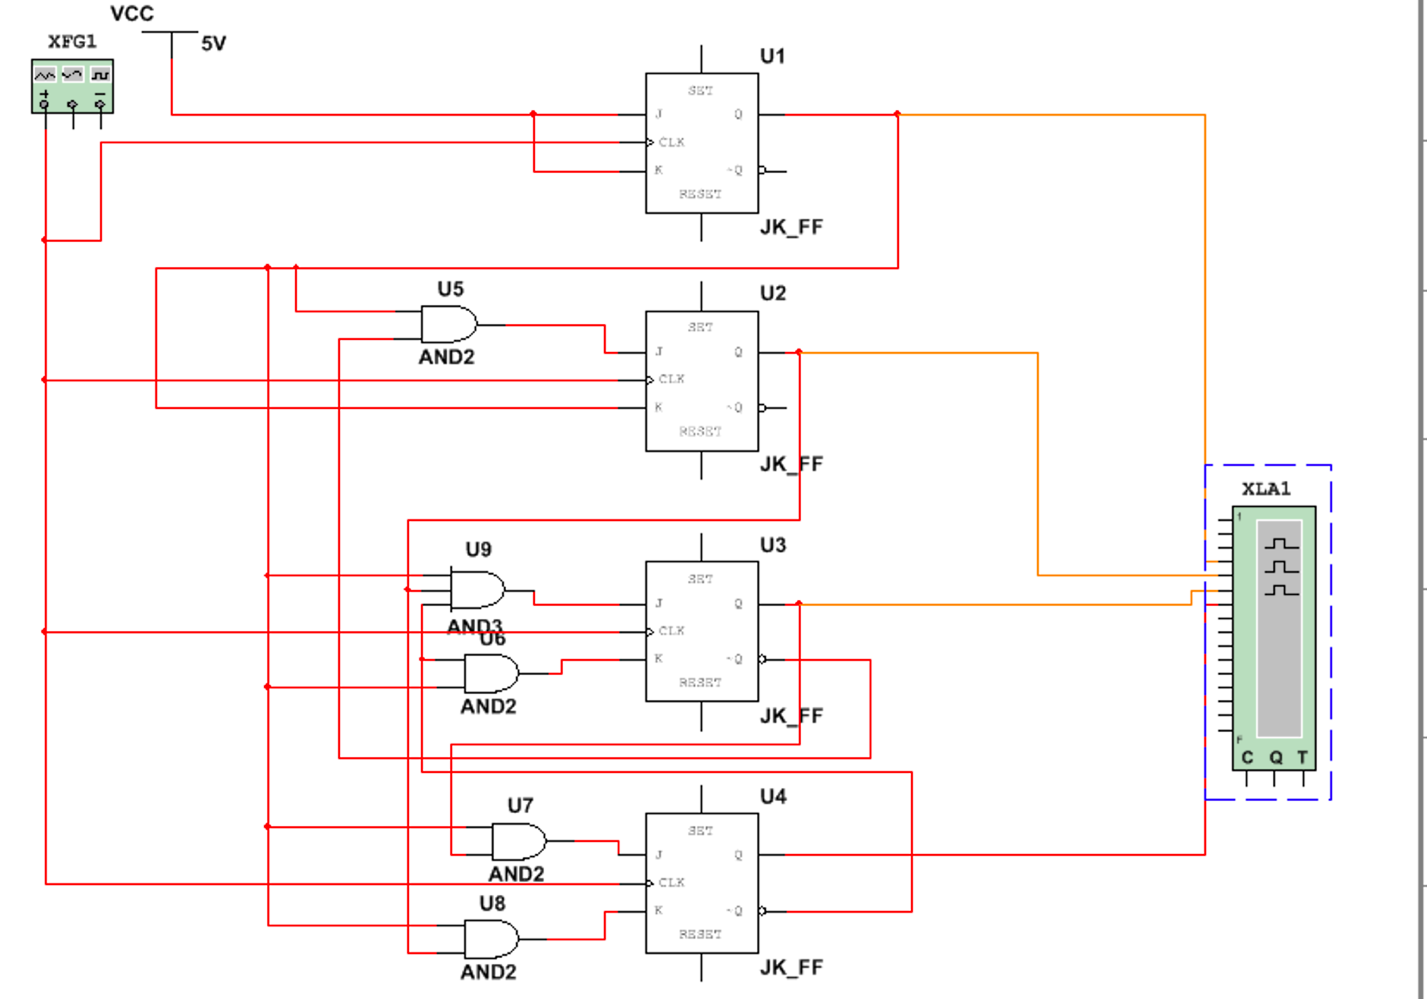 VCC
5V
XFG1
U1
SET
J
Q
CLK
K
~Q
RESET
JK_FF
U5
AND2
U2
SET
J
Q
CLK
K
~Q
RESET
JK_FF
U9
AND3
U6
AND2
U3
SET
J
Q
CLK
K
~Q
RESET
JK_FF
XLA1
1
F
C Q T
U7
AND2
U8
AND2
U4
SET
J
Q
CLK
K
~Q
RESET
JK_FF